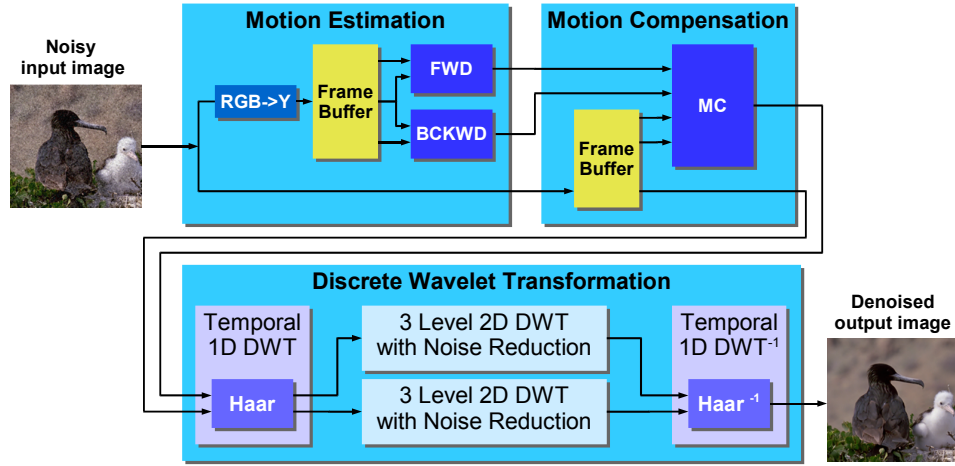 Noisy
input image
Motion Estimation
RGB->Y
Frame
Buffer
FWD
BCKWD
Motion Compensation
Frame
Buffer
MC
Discrete Wavelet Transformation
Temporal
1D DWT
Haar
3 Level 2D DWT
with Noise Reduction
3 Level 2D DWT
with Noise Reduction
Temporal
1D DWT-1
Haar -1
Denoised
output image